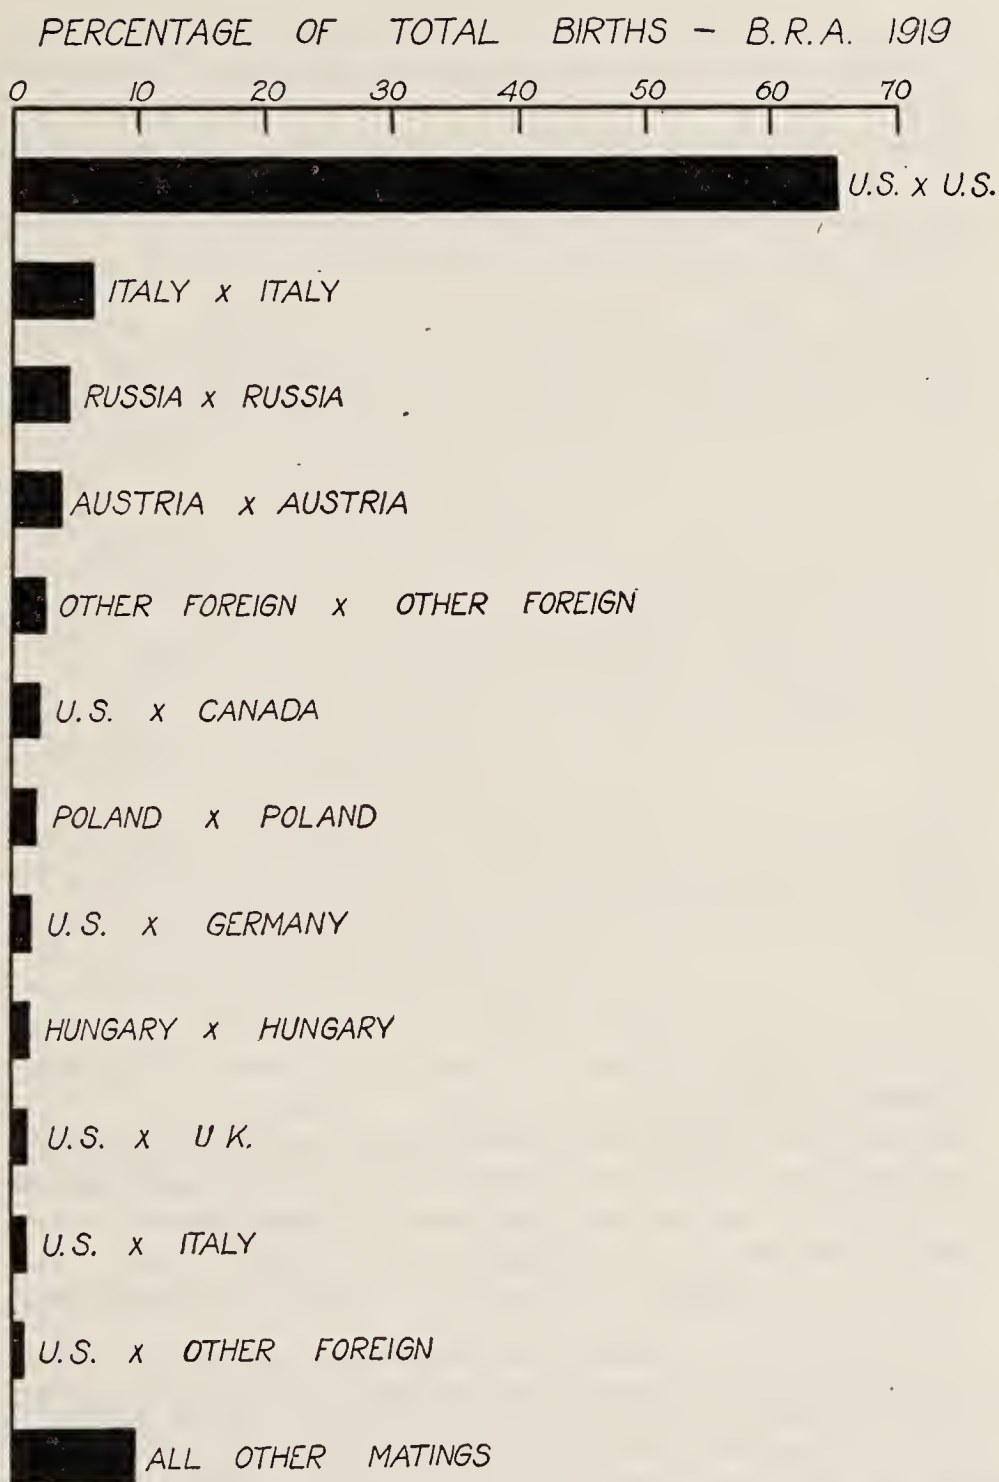 PERCENTAGE OF TOTAL BIRTHS — B.R.A. 1919
0 10 20 30 40 50 60 70
U.S. x U.S.
ITALY x ITALY
RUSSIA x RUSSIA
AUSTRIA x AUSTRIA
OTHER FOREIGN x OTHER FOREIGN
U.S. x CANADA
POLAND x POLAND
U.S. x GERMANY
HUNGARY x HUNGARY
U.S. x U K.
U.S. x ITALY
U.S. x OTHER FOREIGN
ALL OTHER MATINGS